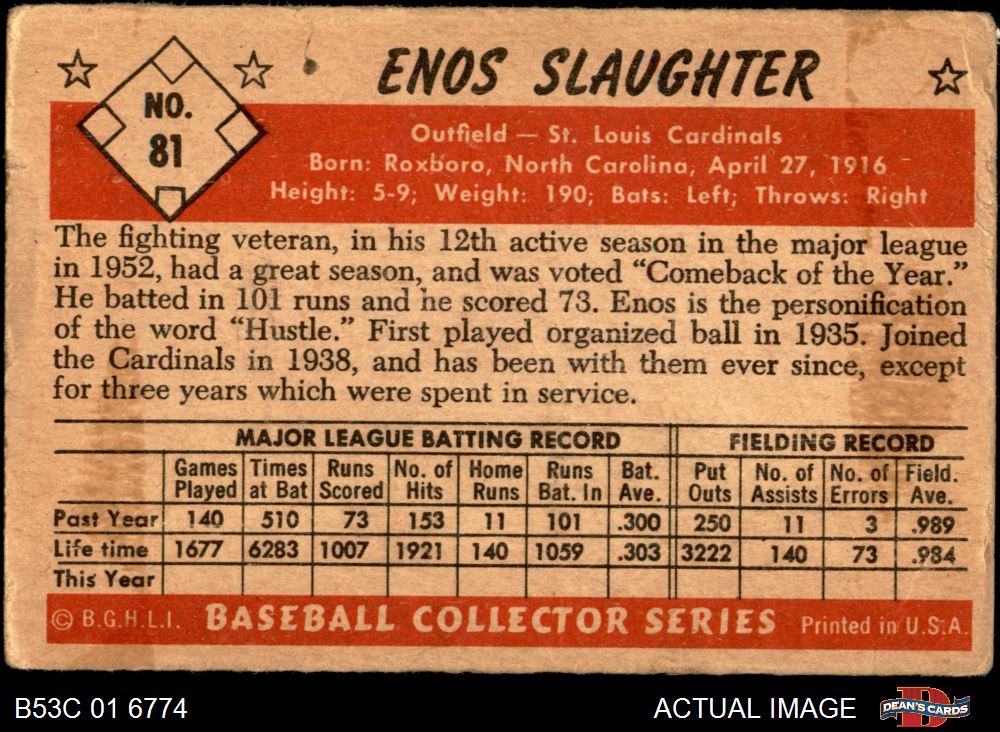 ENOS SLAUGHTER
NO.
81
Outfield — St. Louis Cardinals
Born: Roxboro, North Carolina, April 27, 1916
Height: 5-9; Weight: 190; Bats: Left; Throws: Right
The fighting veteran, in his 12th active season in the major league
in 1952, had a great season, and was voted “Comeback of the Year.”
He batted in 101 runs and he scored 73. Enos is the personification
of the word “Hustle.” First played organized ball in 1935. Joined
the Cardinals in 1938, and has been with them ever since, except
for three years which were spent in service.
MAJOR LEAGUE BATTING RECORD FIELDING RECORD
Games Times Runs No. of Home Runs Bat. Put No. of No. of Field.
Played at Bat Scored Hits Runs Bat. In Ave. Outs Assists Errors Ave.
Past Year 140 510 73 153 11 101 .300 250 11 3 .989
Life time 1677 6283 1007 1921 140 1059 .303 3222 140 73 .984
This Year
© B.G.H.L.I. BASEBALL COLLECTOR SERIES Printed in U.S.A.
B53C 01 6774 ACTUAL IMAGE D DEAN'S CARDS